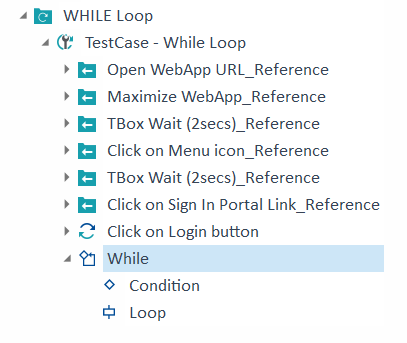 WHILE Loop
TestCase - While Loop
Open WebApp URL_Reference
Maximize WebApp_Reference
TBox Wait (2secs)_Reference
Click on Menu icon_Reference
TBox Wait (2secs)_Reference
Click on Sign In Portal Link_Reference
Click on Login button
While
Condition
Loop